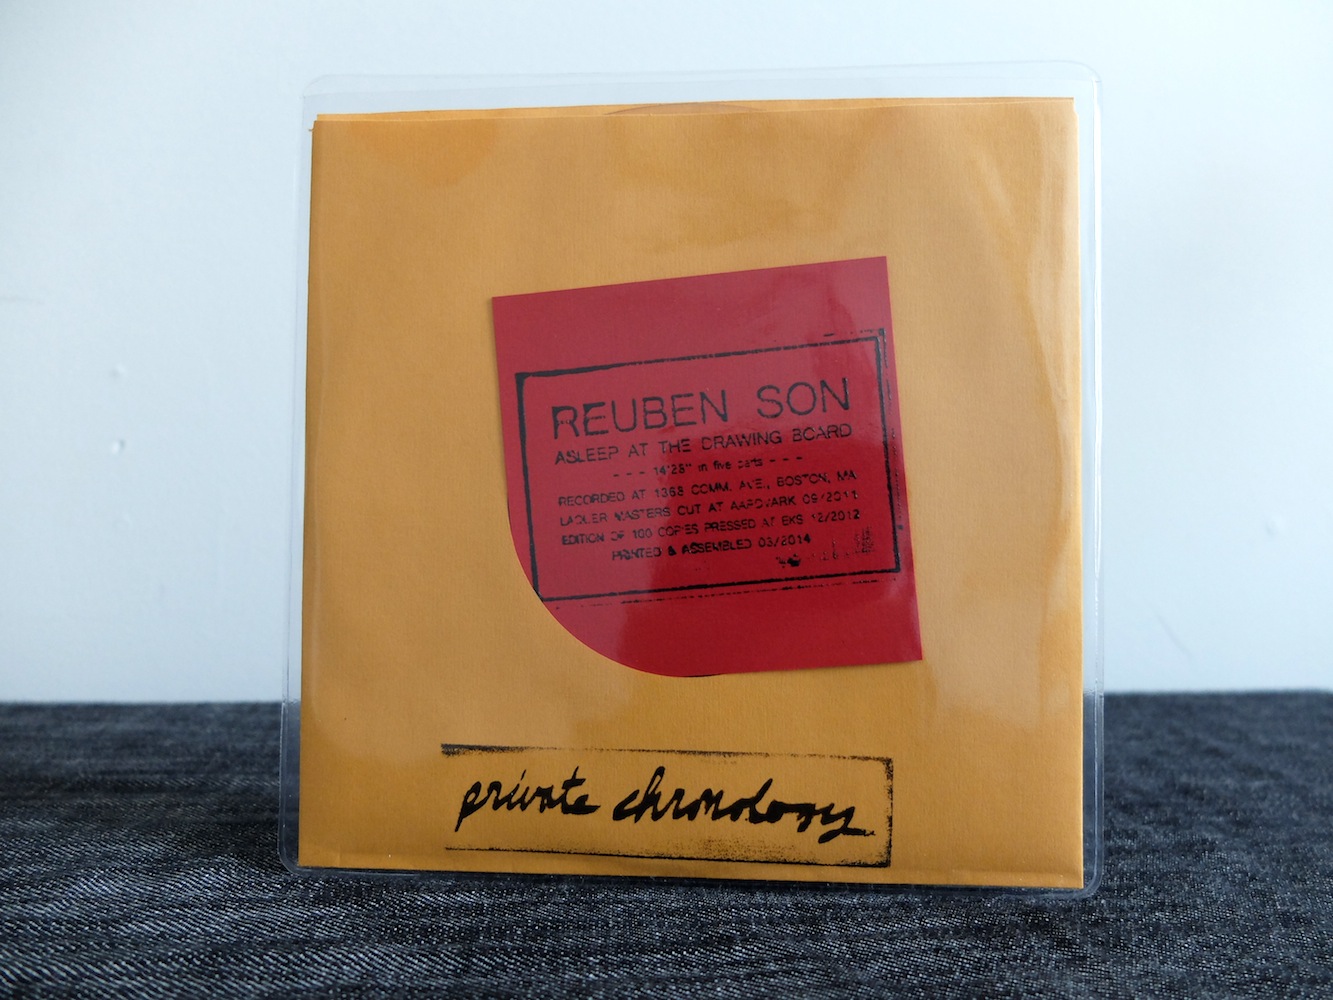 REUBEN SON
ASLEEP AT THE DRAWING BOARD
- - - 14'28" in five parts - - -
RECORDED AT 1368 COMM. AVE., BOSTON, MA
LAQUER MASTERS CUT AT AARDVARK 09/2011
EDITION OF 100 COPIES PRESSED AT EKS 12/2012
PRINTED & ASSEMBLED 03/2014
private chronology